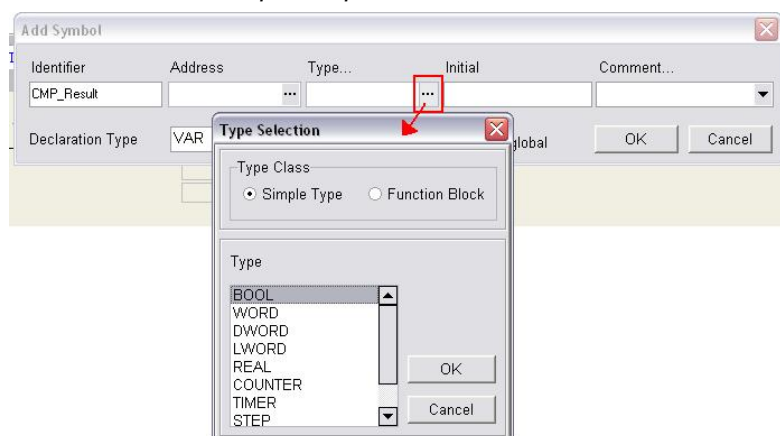 Add Symbol
Identifier Address Type... Initial Comment...
CMP_Result ... ...
Declaration Type VAR global OK Cancel
Type Selection
Type Class
Simple Type Function Block
Type
BOOL
WORD
DWORD
LWORD
REAL
COUNTER
TIMER
STEP
OK
Cancel